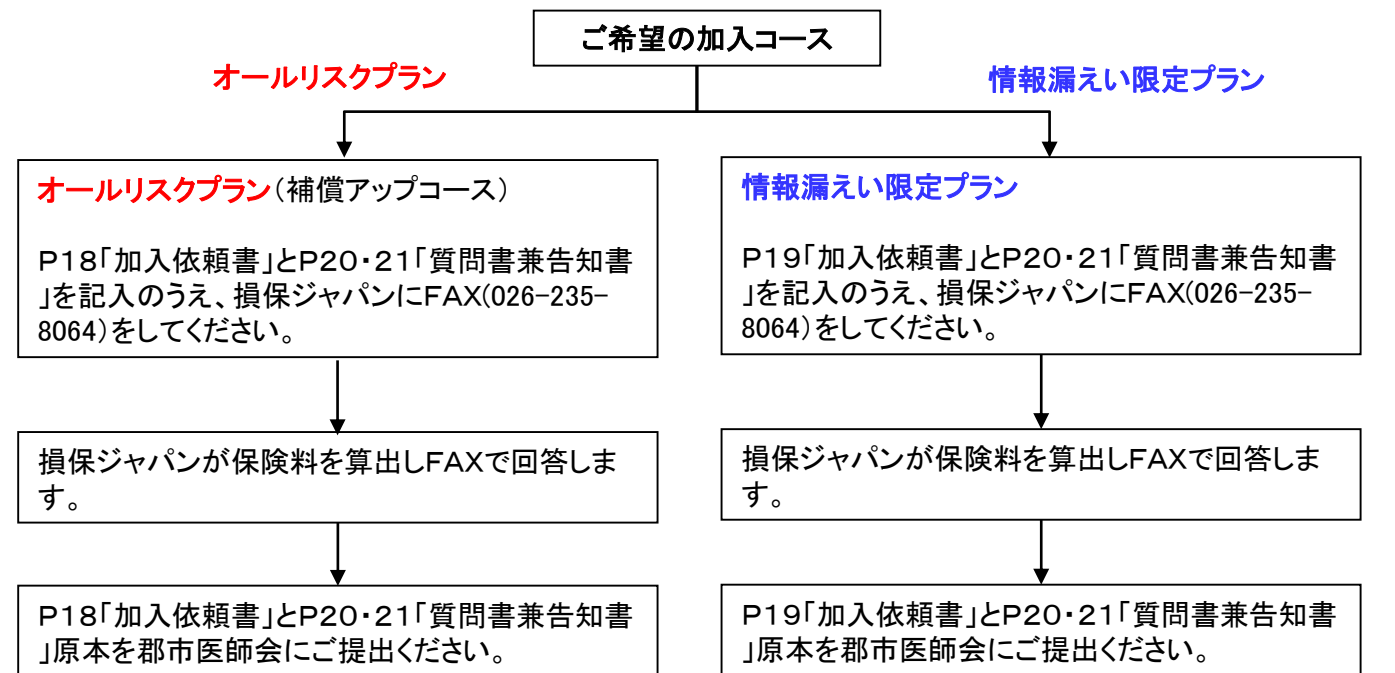 ご希望の加入コース
オールリスクプラン
情報漏えい限定プラン
オールリスクプラン（補償アップコース）
P18「加入依頼書」とP20・21「質問書兼告知書
」を記入のうえ、損保ジャパンにFAX(026-235-
8064）をしてください。
損保ジャパンが保険料を算出しFAXで回答しま
す。
P18「加入依頼書」とP20・21「質問書兼告知書
」原本を郡市医師会にご提出ください。
情報漏えい限定プラン
P19「加入依頼書」とP20・21「質問書兼告知書
」を記入のうえ、損保ジャパンにFAX(026-235-
8064）をしてください。
損保ジャパンが保険料を算出しFAXで回答しま
す。
P19「加入依頼書」とP20・21「質問書兼告知書
」原本を郡市医師会にご提出ください。